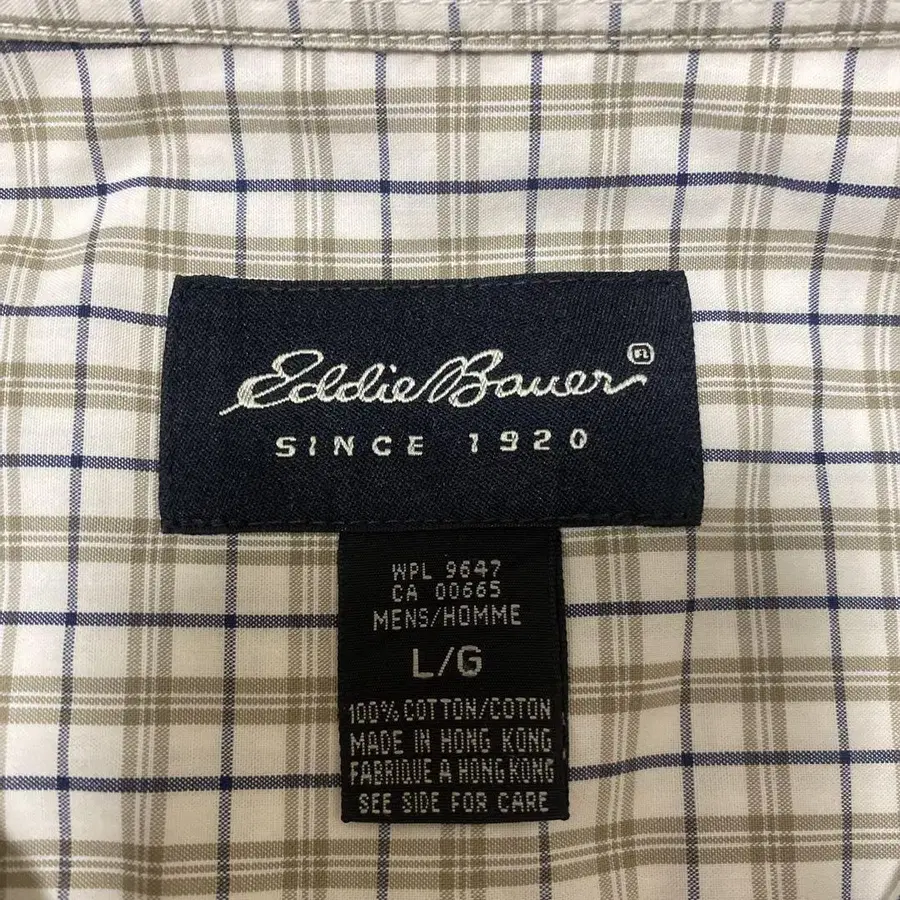 Eddie Bauer®
SINCE 1920
WPL 9647
CA 00665
MENS/HOMME
L/G
100% COTTON/COTON
MADE IN HONG KONG
FABRIQUE A HONG KONG
SEE SIDE FOR CARE